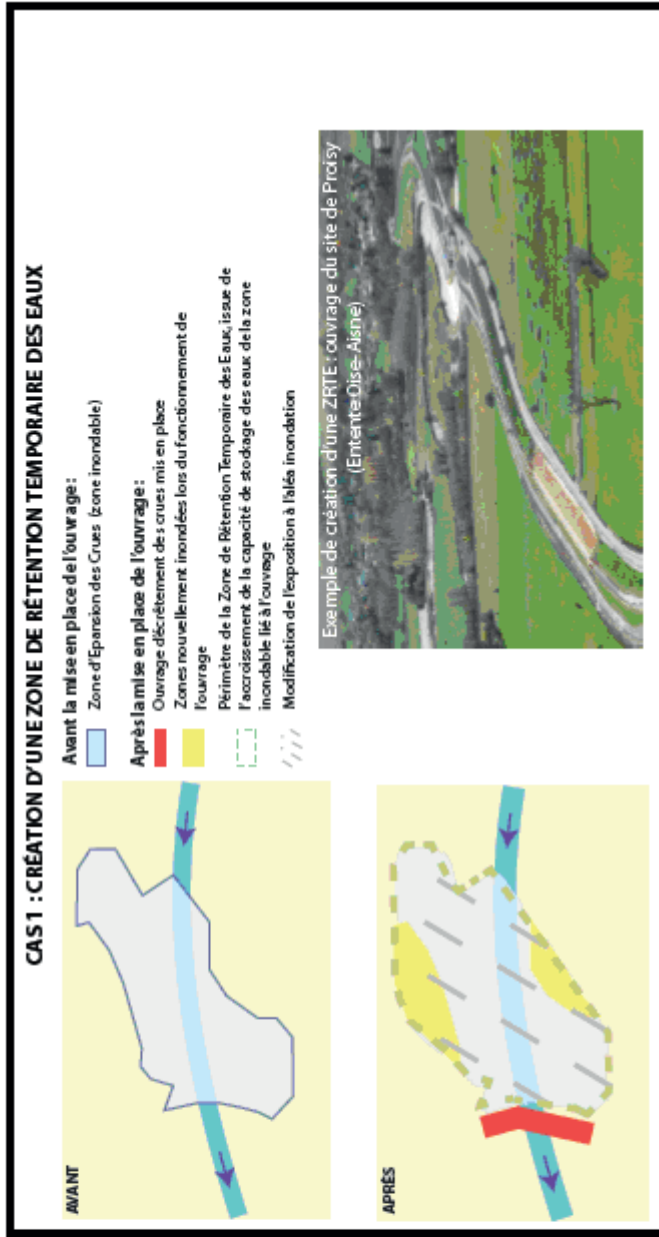 CAS 1 : CRÉATION D'UNE ZONE DE RÉTENTION TEMPORAIRE DES EAUX
AVANT
Avant la mise en place de l'ouvrage :
Zone d'Epansion des Crues (zone inondable)
Après la mise en place de l'ouvrage :
Ouvrage d'écrêtement des crues mis en place
Zones nouvellement inondées lors du fonctionnement de
l'ouvrage
Périmètre de la Zone de Rétention Temporaire des Eaux, issue de
l'accroissement de la capacité de stockage des eaux de la zone
inondable lié à l'ouvrage
Modification de l'exposition à l'aléa inondation
APRÈS
Exemple de création d'une ZRTE : ouvrage du site de Proisy
(Entente Oise-Aisne)